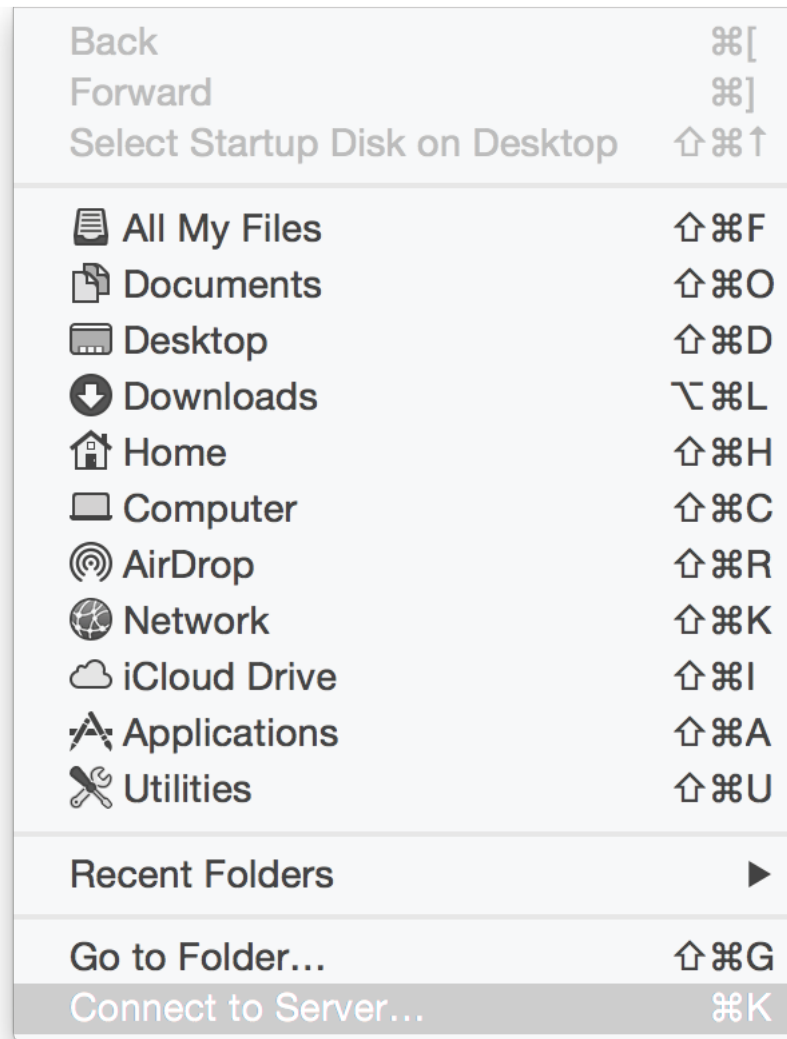 Back ⌘[
Forward ⌘]
Select Startup Disk on Desktop ⇧⌘↑
All My Files ⇧⌘F
Documents ⇧⌘O
Desktop ⇧⌘D
Downloads ⌥⌘L
Home ⇧⌘H
Computer ⇧⌘C
AirDrop ⇧⌘R
Network ⇧⌘K
iCloud Drive ⇧⌘I
Applications ⇧⌘A
Utilities ⇧⌘U
Recent Folders ▶
Go to Folder… ⇧⌘G
Connect to Server… ⌘K